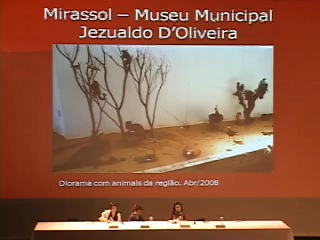 Mirassol – Museu Municipal
Jezualdo D'Oliveira
Diorama com animais da região. Abr/2008